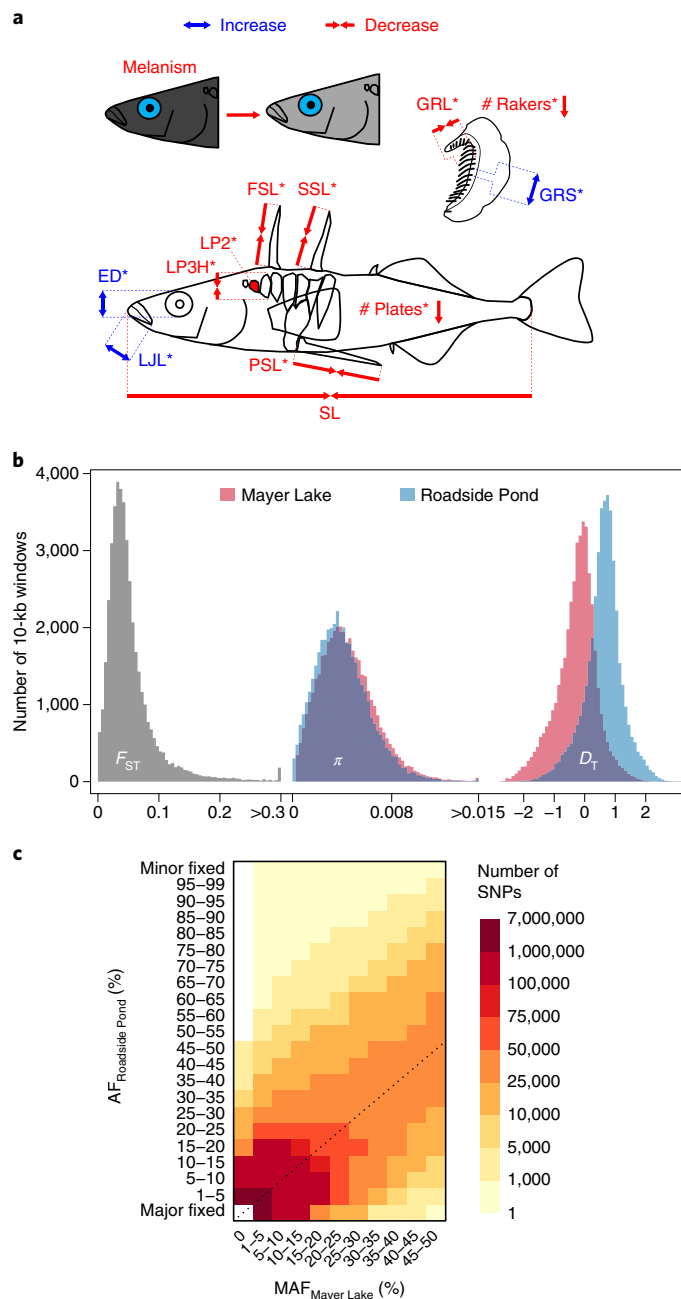 a
Increase
Decrease
Melanism
GRL*
# Rakers*
GRS*
FSL*
SSL*
LP2*
LP3H*
ED*
# Plates*
LJL*
PSL*
SL
b
4,000
3,000
2,000
1,000
0
Number of 10-kb windows
Mayer Lake
Roadside Pond
F_ST
π
D_T
0 0.1 0.2 >0.3
0 0.008 >0.015
−2 −1 0 1 2
c
Minor fixed
95–99
90–95
85–90
80–85
75–80
70–75
65–70
60–65
55–60
50–55
45–50
40–45
35–40
30–35
25–30
20–25
15–20
10–15
5–10
1–5
Major fixed
AF_Roadside Pond (%)
0 1–5 5–10 10–15 15–20 20–25 25–30 30–35 35–40 40–45 45–50
MAF_Mayer Lake (%)
Number of
SNPs
7,000,000
1,000,000
100,000
75,000
50,000
25,000
10,000
5,000
1,000
1